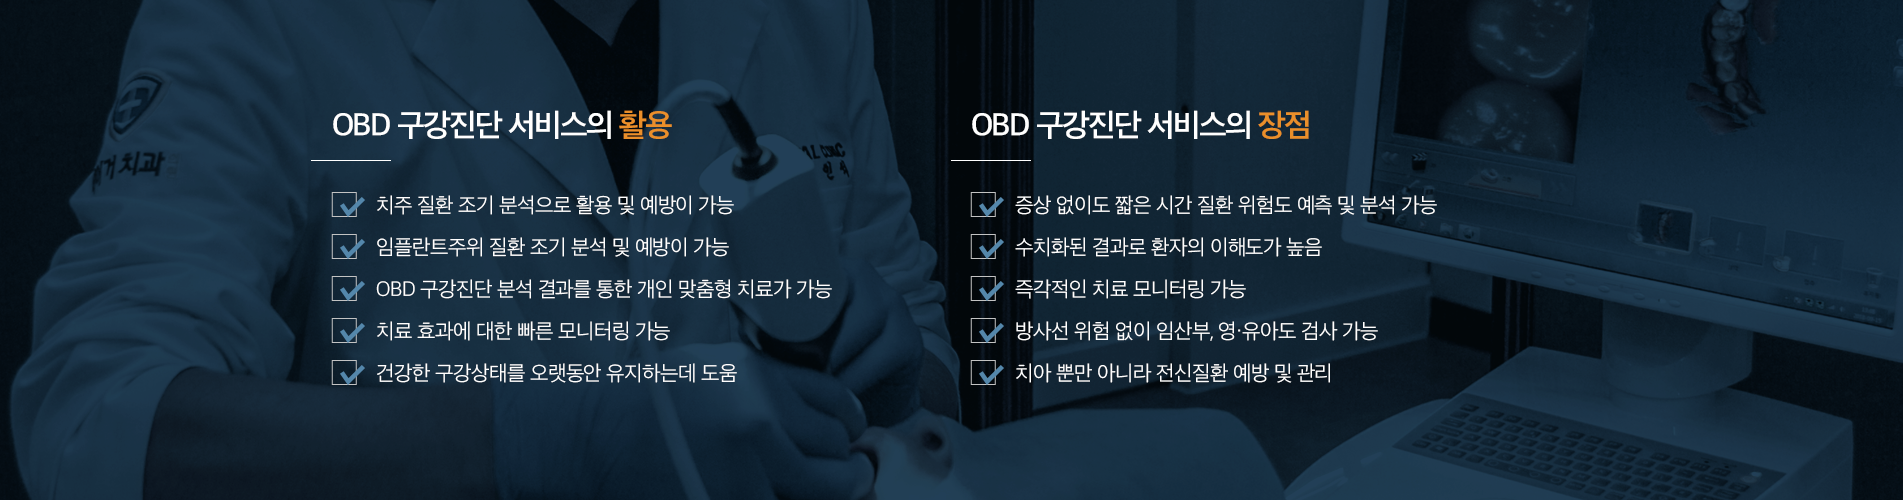 OBD 구강진단 서비스의 활용
치주 질환 조기 분석으로 활용 및 예방이 가능
임플란트주위 질환 조기 분석 및 예방이 가능
OBD 구강진단 분석 결과를 통한 개인 맞춤형 치료가 가능
치료 효과에 대한 빠른 모니터링 가능
건강한 구강상태를 오랫동안 유지하는데 도움
OBD 구강진단 서비스의 장점
증상 없이도 짧은 시간 질환 위험도 예측 및 분석 가능
수치화된 결과로 환자의 이해도가 높음
즉각적인 치료 모니터링 가능
방사선 위험 없이 임산부, 영·유아도 검사 가능
치아 뿐만 아니라 전신질환 예방 및 관리
치과